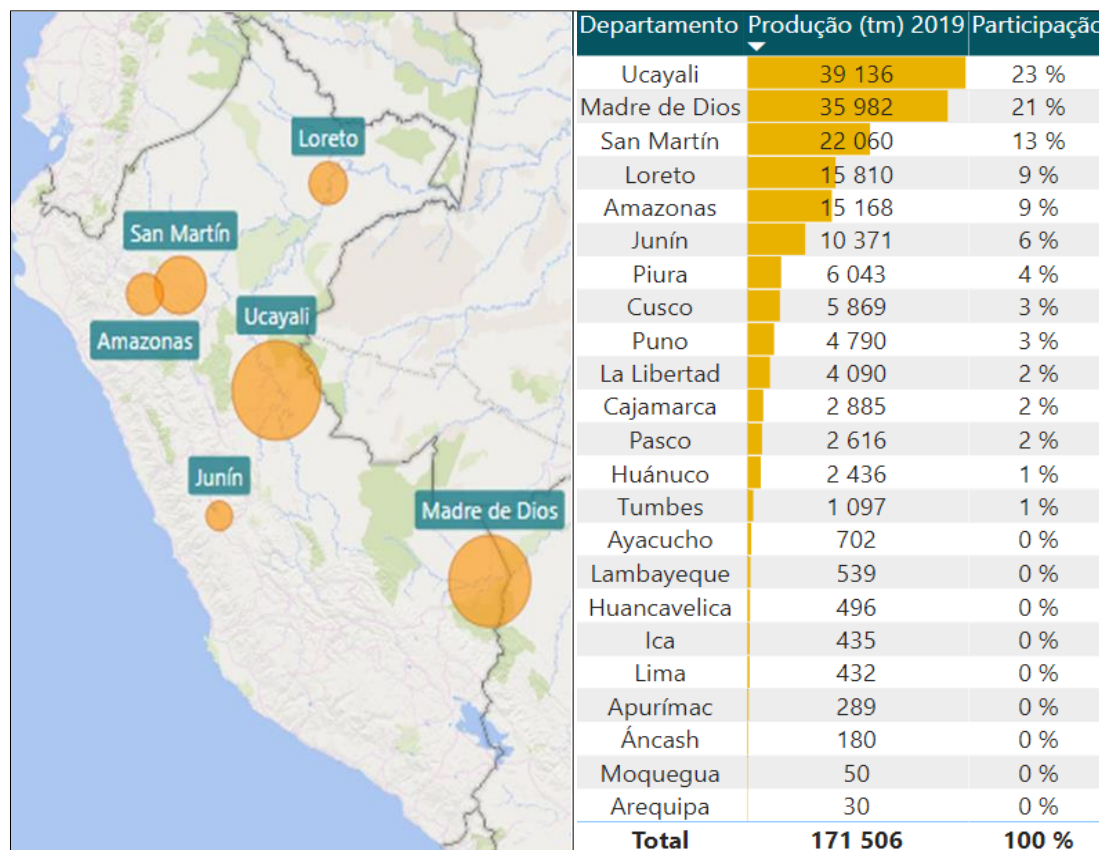 Loreto
San Martín
Ucayali
Amazonas
Junín
Madre de Dios
Departamento Produção (tm) 2019 Participação
Ucayali 39 136 23 %
Madre de Dios 35 982 21 %
San Martín 22 060 13 %
Loreto 15 810 9 %
Amazonas 15 168 9 %
Junín 10 371 6 %
Piura 6 043 4 %
Cusco 5 869 3 %
Puno 4 790 3 %
La Libertad 4 090 2 %
Cajamarca 2 885 2 %
Pasco 2 616 2 %
Huánuco 2 436 1 %
Tumbes 1 097 1 %
Ayacucho 702 0 %
Lambayeque 539 0 %
Huancavelica 496 0 %
Ica 435 0 %
Lima 432 0 %
Apurímac 289 0 %
Áncash 180 0 %
Moquegua 50 0 %
Arequipa 30 0 %
Total 171 506 100 %